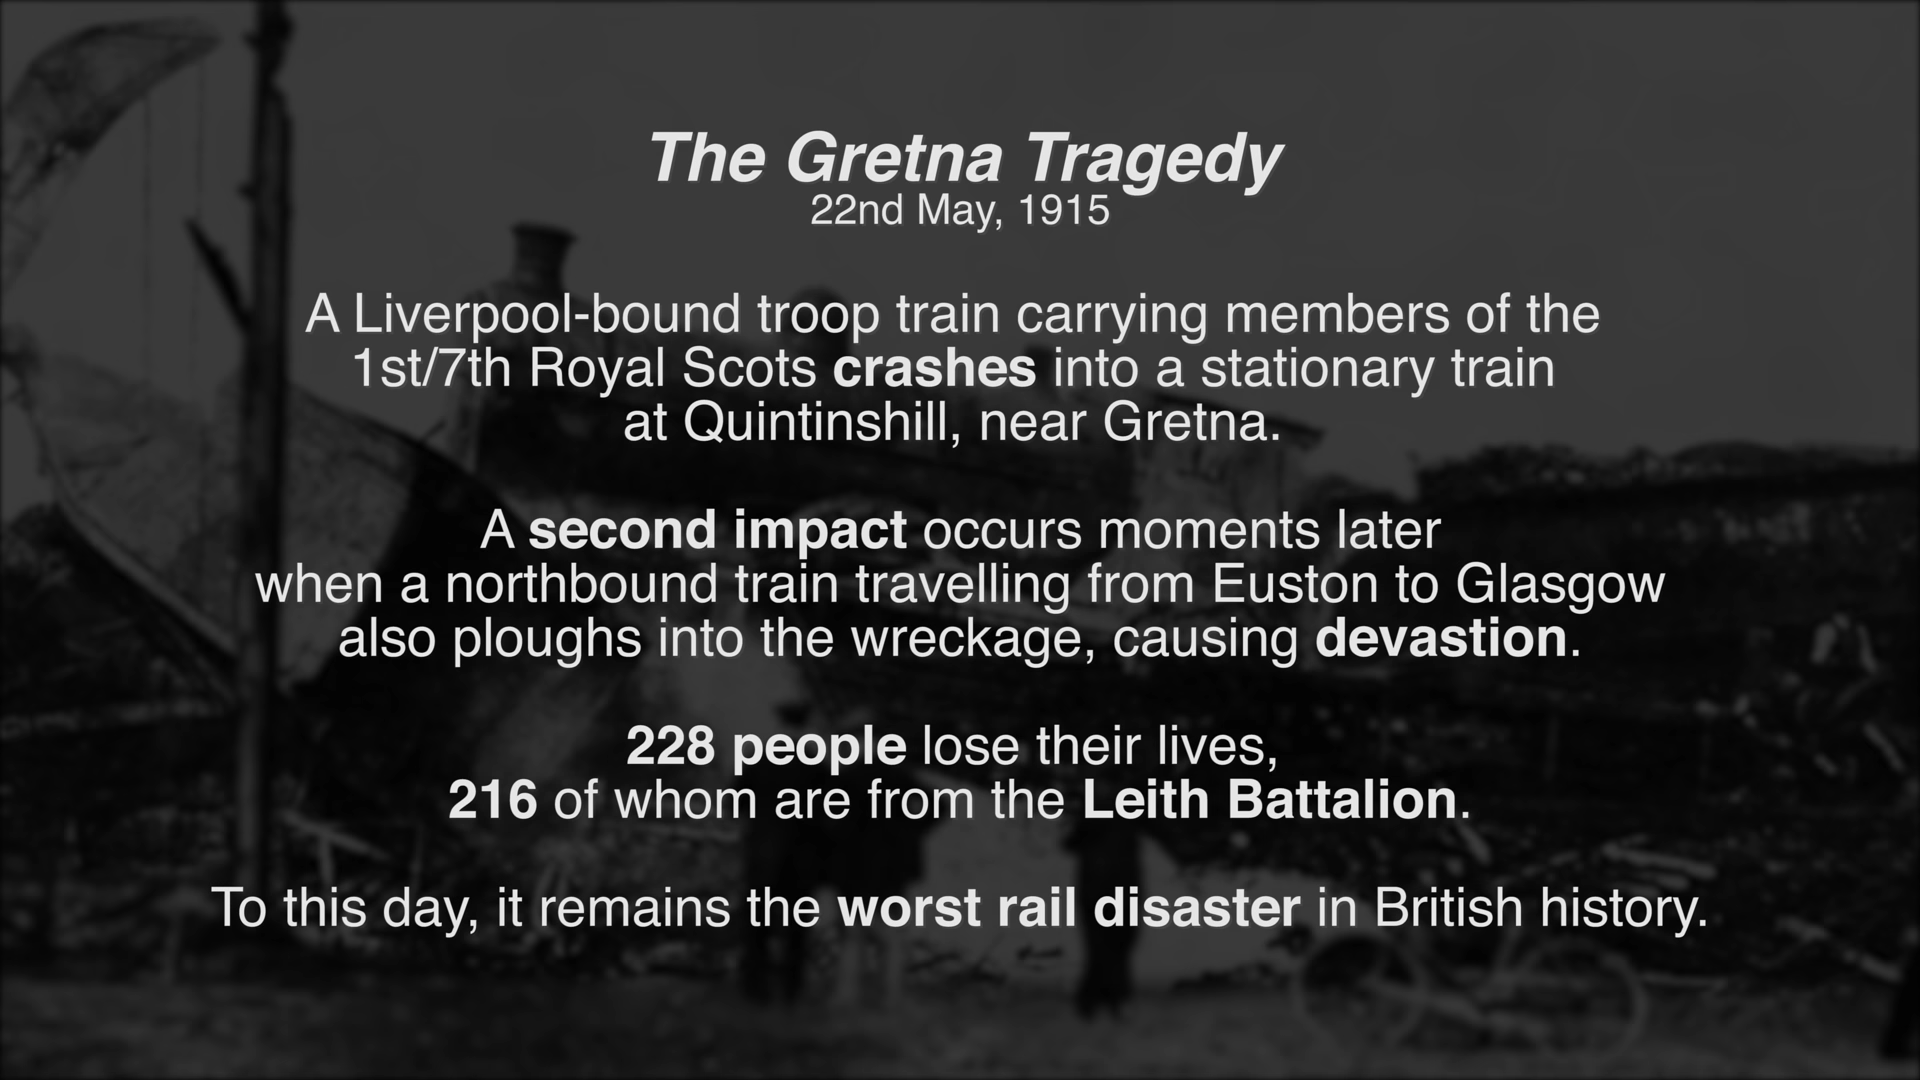 The Gretna Tragedy
22nd May, 1915
A Liverpool-bound troop train carrying members of the
1st/7th Royal Scots crashes into a stationary train
at Quintinshill, near Gretna.
A second impact occurs moments later
when a northbound train travelling from Euston to Glasgow
also ploughs into the wreckage, causing devastion.
228 people lose their lives,
216 of whom are from the Leith Battalion.
To this day, it remains the worst rail disaster in British history.